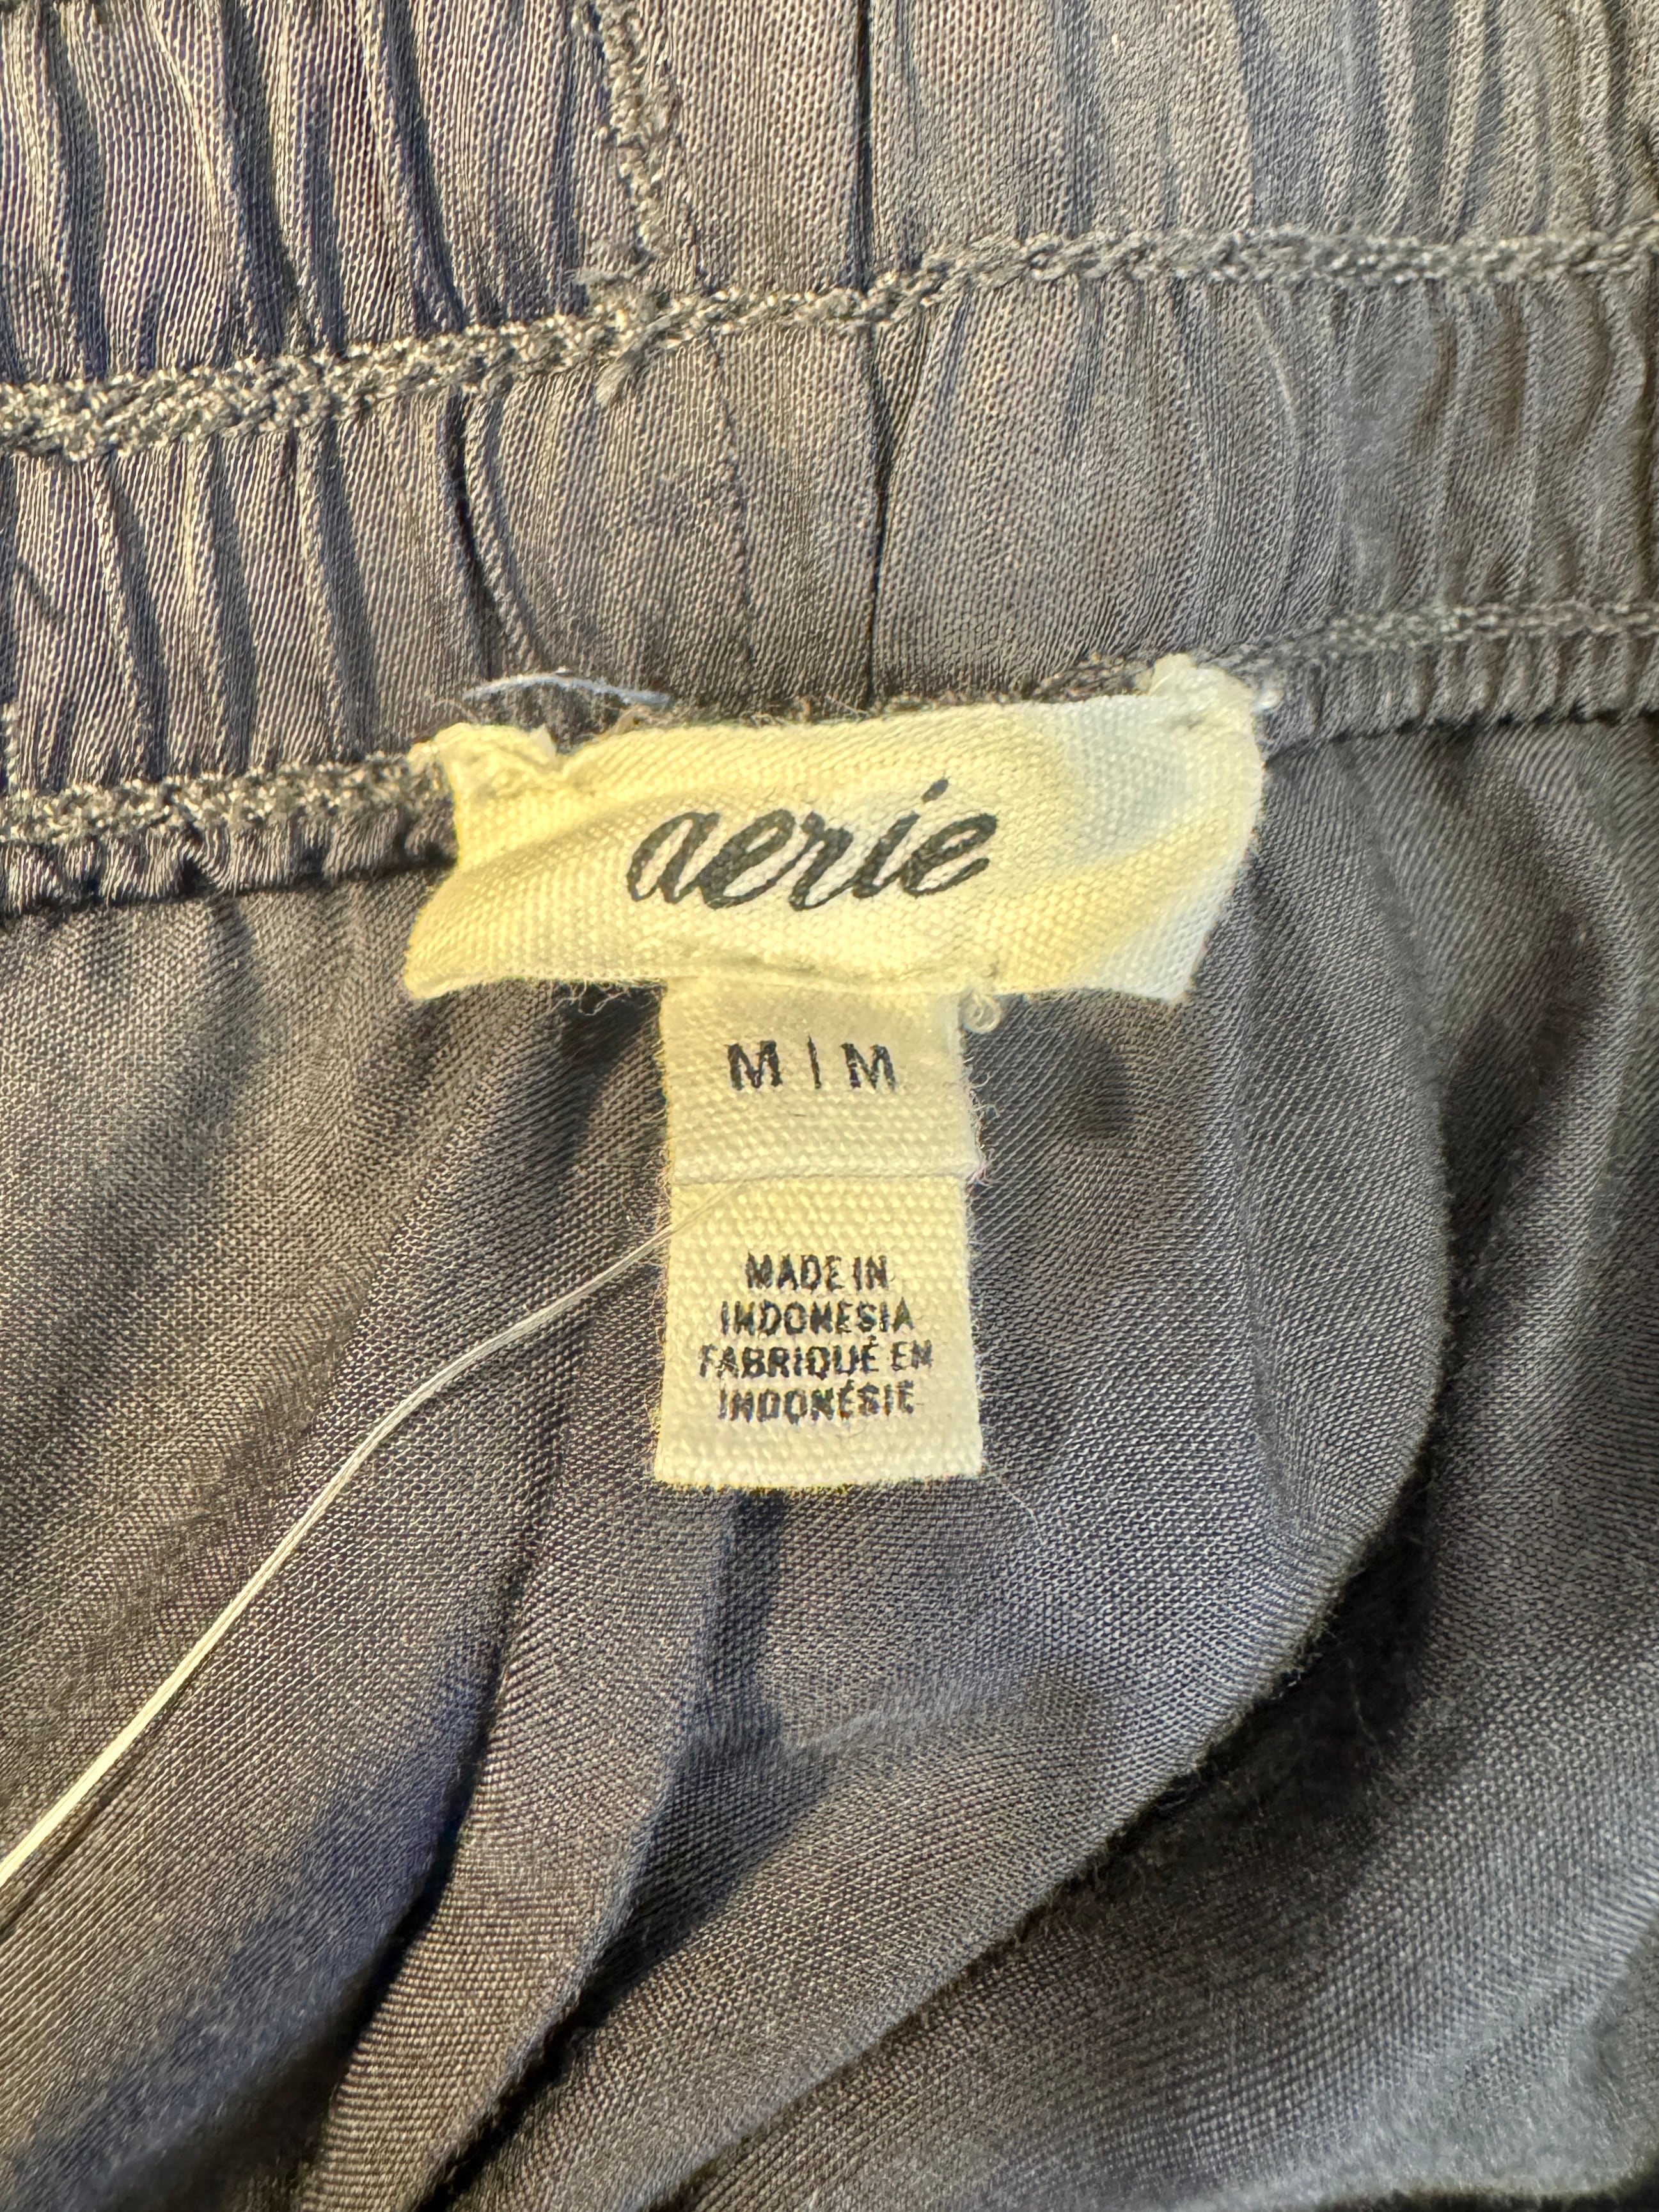 aerie
M | M
MADE IN
INDONESIA
FABRIQUÉ EN
INDONÉSIE